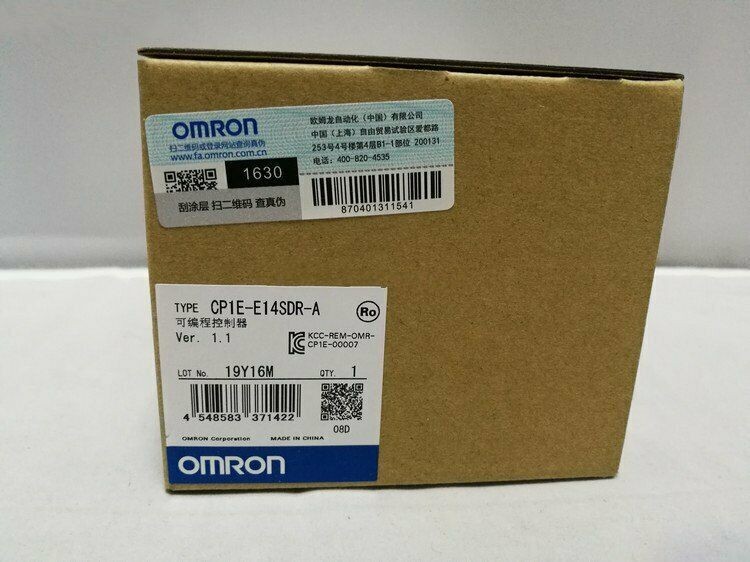 OMRON
扫二维码或登录网站查询真伪
www.fa.omron.com.cn
1630
刮涂层 扫二维码 查真伪
欧姆龙自动化（中国）有限公司
中国（上海）自由贸易试验区爱都路
253号4号楼第4层B1-1部位 200131
电话：400-820-4535
870401311541
TYPE CP1E-E14SDR-A
可编程控制器
Ver. 1.1
Ro
KCC-REM-OMR-
CP1E-00007
LOT No. 19Y16M QTY. 1
4 548583 371422
08D
OMRON Corporation MADE IN CHINA
OMRON